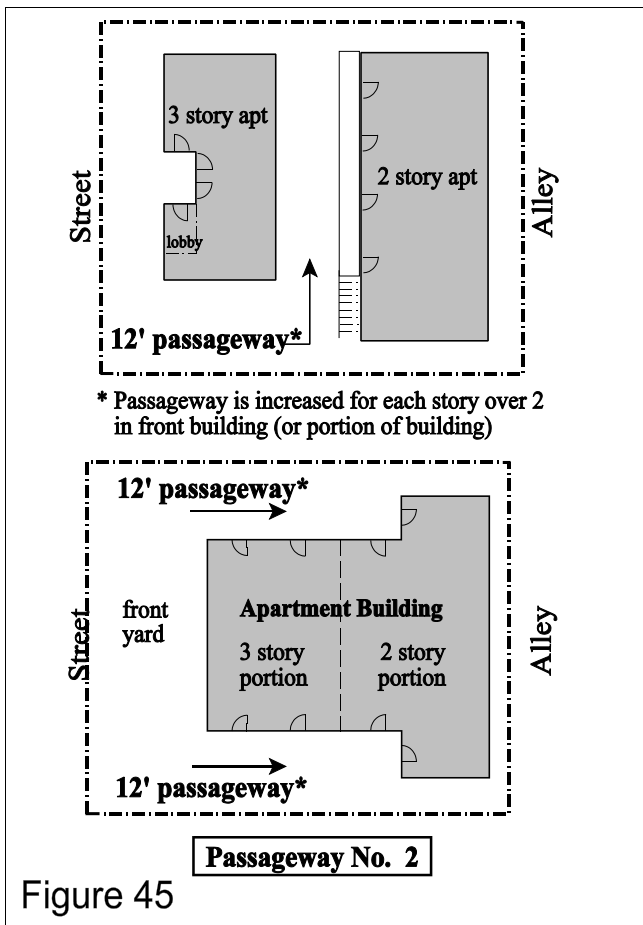 3 story apt
2 story apt
Street
Alley
lobby
12' passageway*
* Passageway is increased for each story over 2
in front building (or portion of building)
12' passageway*
Street
front
yard
Apartment Building
3 story
portion
2 story
portion
Alley
12' passageway*
Passageway No. 2
Figure 45